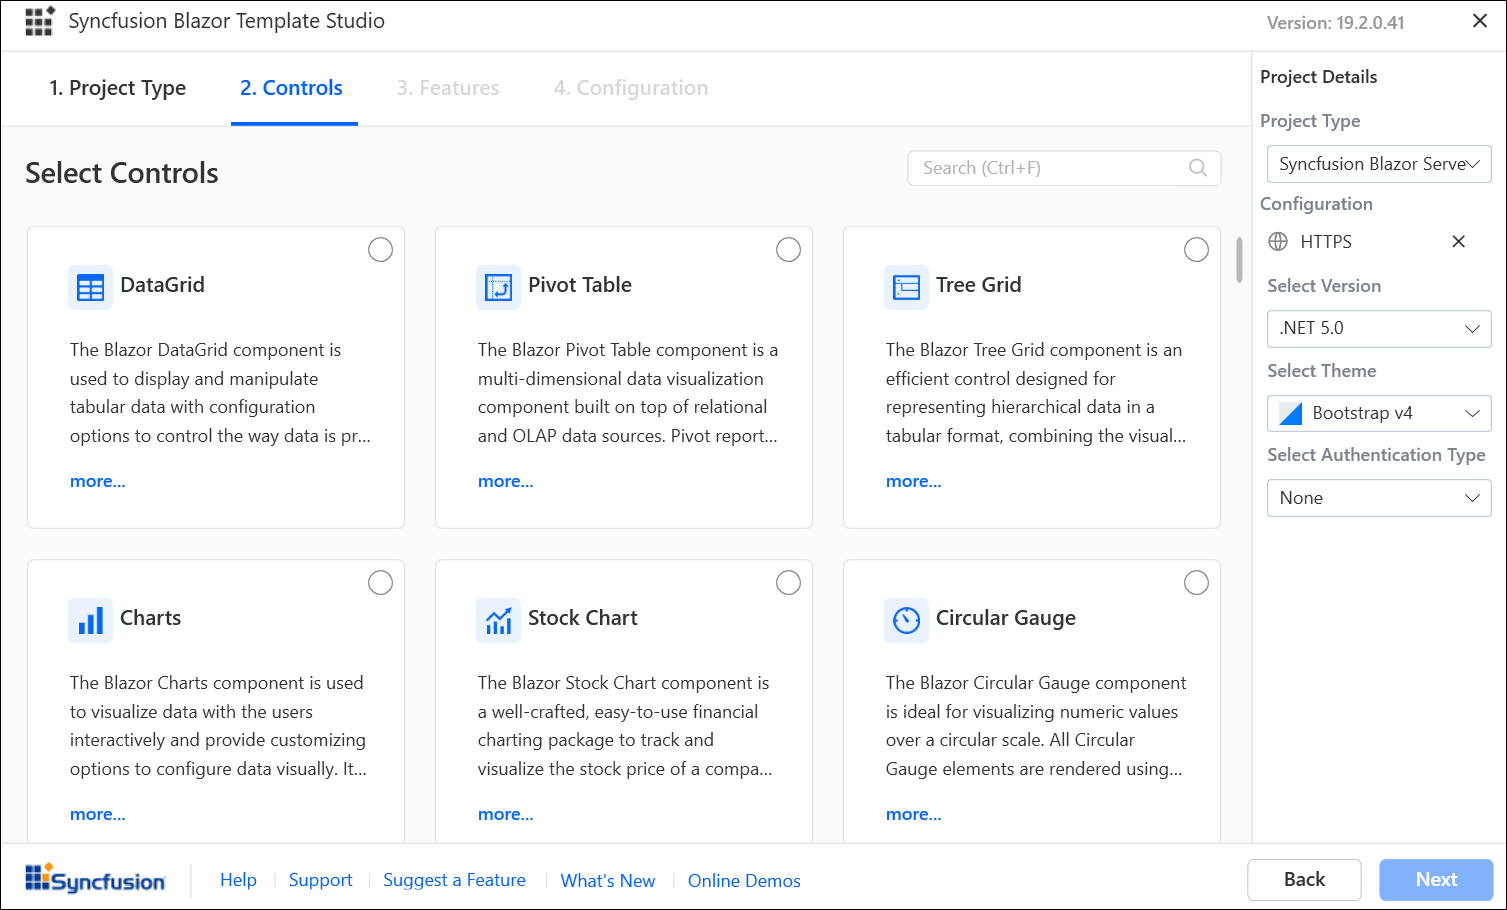 Syncfusion Blazor Template Studio
Version: 19.2.0.41
1. Project Type
2. Controls
3. Features
4. Configuration
Select Controls
Search (Ctrl+F)
DataGrid
The Blazor DataGrid component is
used to display and manipulate
tabular data with configuration
options to control the way data is pr...
more...
Pivot Table
The Blazor Pivot Table component is a
multi-dimensional data visualization
component built on top of relational
and OLAP data sources. Pivot report...
more...
Tree Grid
The Blazor Tree Grid component is an
efficient control designed for
representing hierarchical data in a
tabular format, combining the visual...
more...
Charts
The Blazor Charts component is used
to visualize data with the users
interactively and provide customizing
options to configure data visually. It...
more...
Stock Chart
The Blazor Stock Chart component is
a well-crafted, easy-to-use financial
charting package to track and
visualize the stock price of a compa...
more...
Circular Gauge
The Blazor Circular Gauge component
is ideal for visualizing numeric values
over a circular scale. All Circular
Gauge elements are rendered using...
more...
Project Details
Project Type
Syncfusion Blazor Serve
Configuration
HTTPS
Select Version
.NET 5.0
Select Theme
Bootstrap v4
Select Authentication Type
None
Syncfusion
Help
Support
Suggest a Feature
What's New
Online Demos
Back
Next